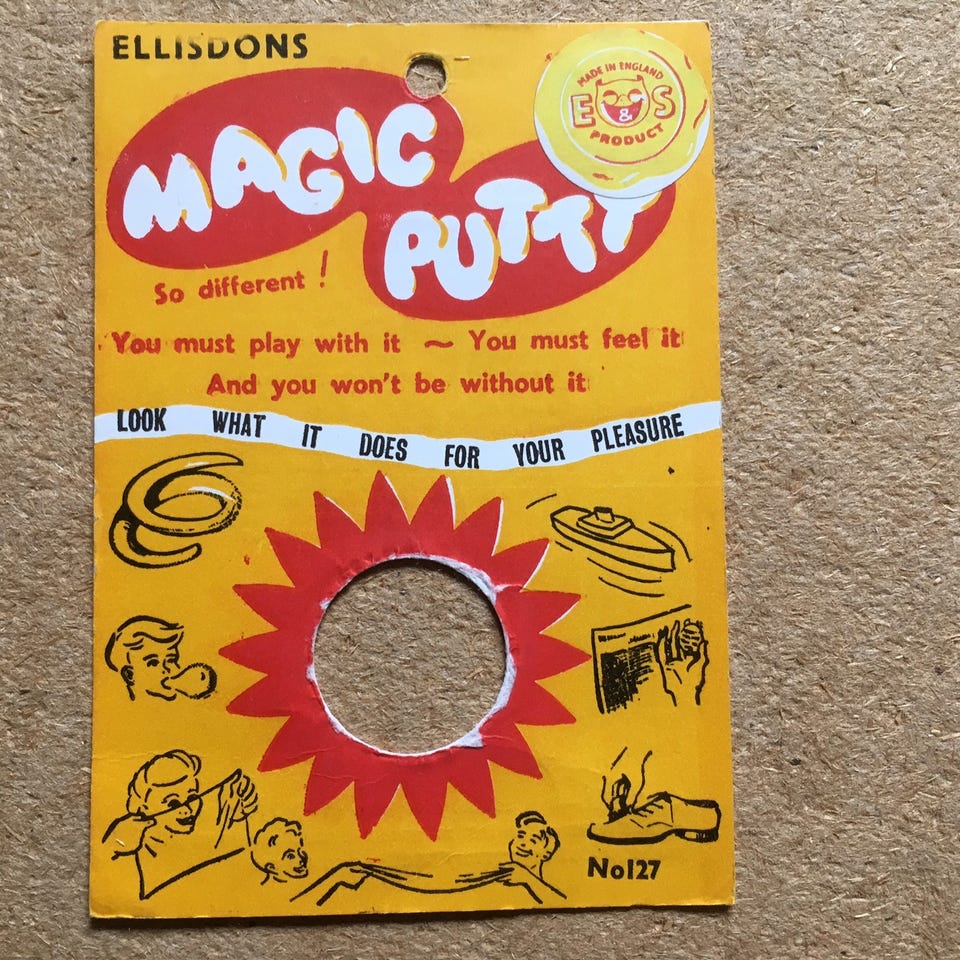 ELLISDONS
MADE IN ENGLAND
E & S
PRODUCT
MAGIC
PUTTY
So different!
You must play with it ~ You must feel it
And you won't be without it
LOOK WHAT IT DOES FOR YOUR PLEASURE
No127